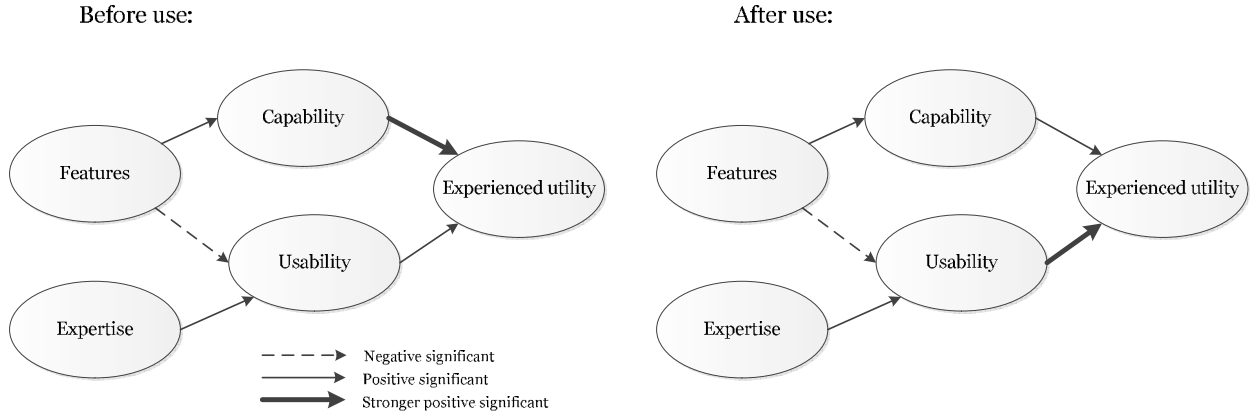 Before use:
Capability
Features
Experienced utility
Usability
Expertise
Negative significant
Positive significant
Stronger positive significant
After use:
Capability
Features
Experienced utility
Usability
Expertise